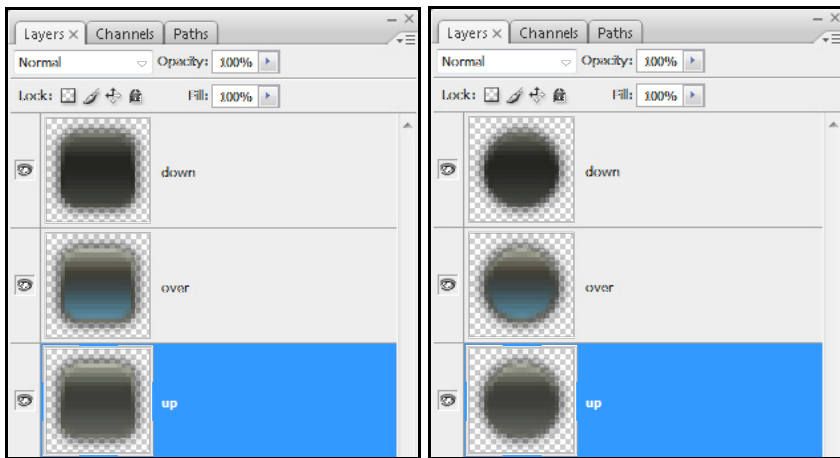 Layers × Channels Paths
Normal Opacity: 100%
Lock: Fill: 100%
down
over
up
Layers × Channels Paths
Normal Opacity: 100%
Lock: Fill: 100%
down
over
up